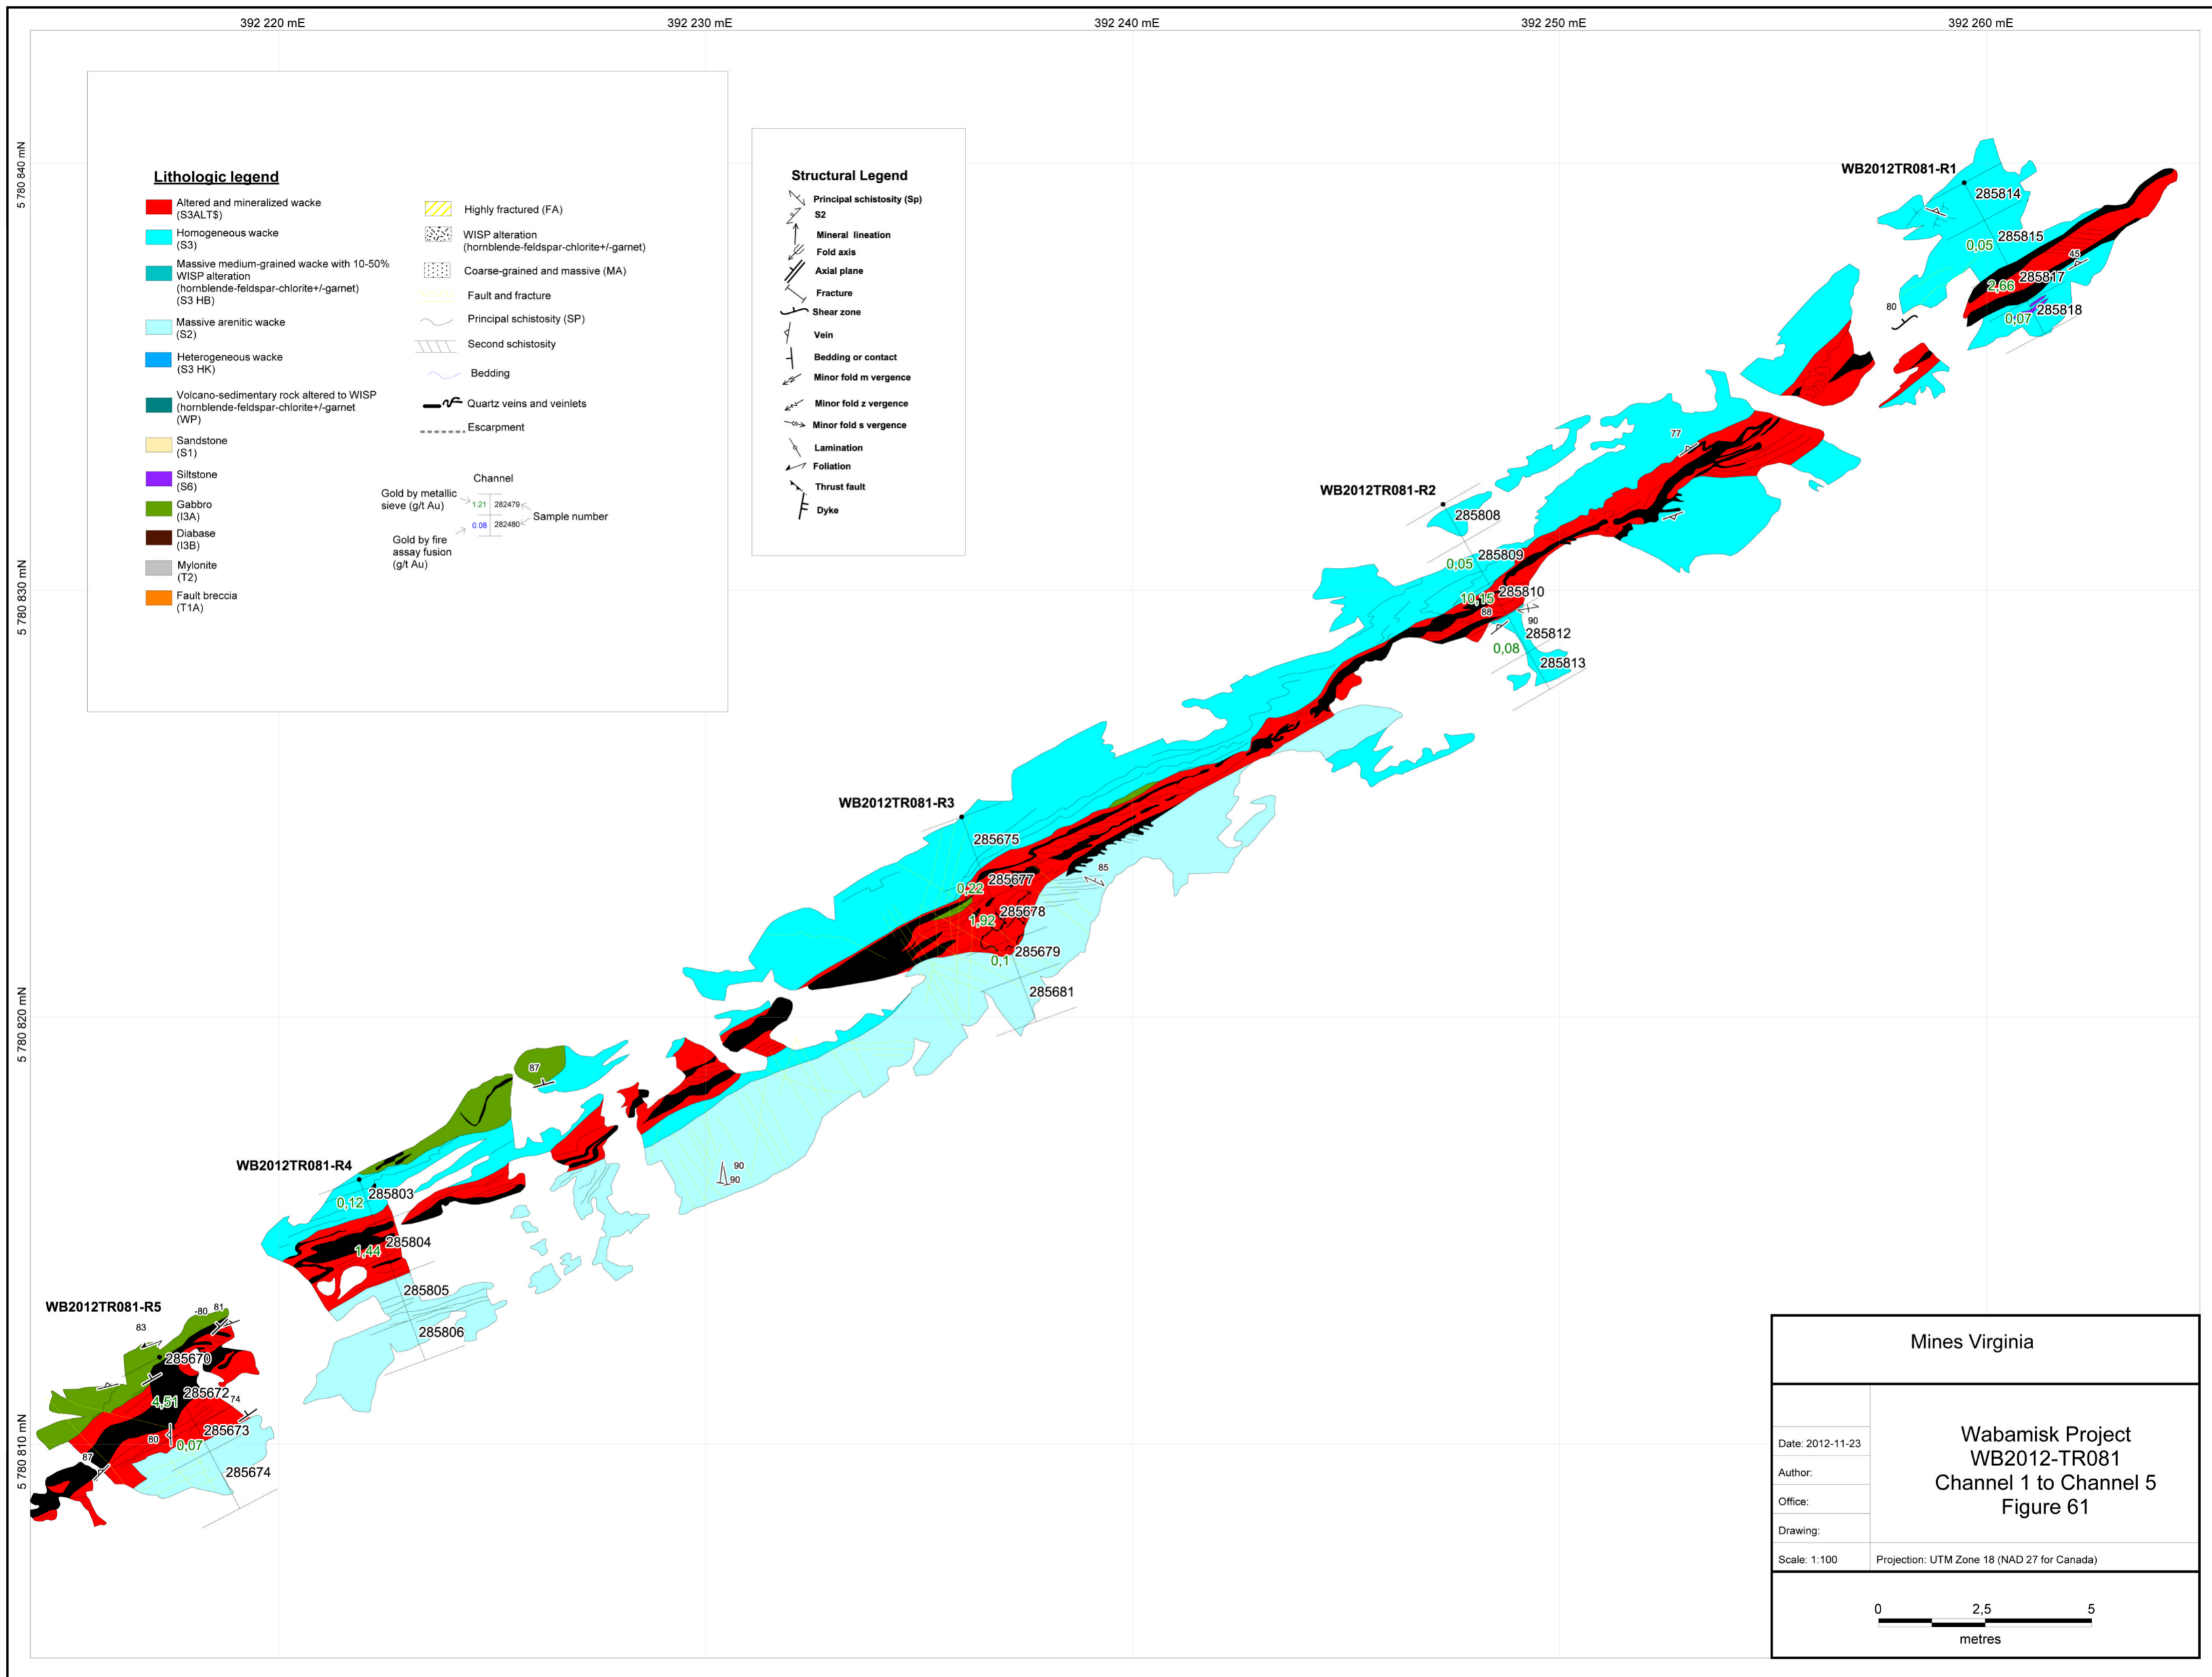 392 220 mE
392 230 mE
392 240 mE
392 250 mE
392 260 mE
5 780 840 mN
5 780 830 mN
5 780 820 mN
5 780 810 mN
Lithologic legend
Altered and mineralized wacke
(S3ALT$)
Homogeneous wacke
(S3)
Massive medium-grained wacke with 10-50%
WISP alteration
(hornblende-feldspar-chlorite+/-garnet)
(S3 HB)
Massive arenitic wacke
(S2)
Heterogeneous wacke
(S3 HK)
Volcano-sedimentary rock altered to WISP
(hornblende-feldspar-chlorite+/-garnet
(WP)
Sandstone
(S1)
Siltstone
(S6)
Gabbro
(I3A)
Diabase
(I3B)
Mylonite
(T2)
Fault breccia
(T1A)
Highly fractured (FA)
WISP alteration
(hornblende-feldspar-chlorite+/-garnet)
Coarse-grained and massive (MA)
Fault and fracture
Principal schistosity (SP)
Second schistosity
Bedding
Quartz veins and veinlets
Escarpment
Channel
Gold by metallic
sieve (g/t Au)
1.21
282479
0.08
282480
Sample number
Gold by fire
assay fusion
(g/t Au)
Structural Legend
Principal schistosity (Sp)
S2
Mineral lineation
Fold axis
Axial plane
Fracture
Shear zone
Vein
Bedding or contact
Minor fold m vergence
Minor fold z vergence
Minor fold s vergence
Lamination
Foliation
Thrust fault
Dyke
WB2012TR081-R1
285814
285815
0,05
45
285817
2,66
285818
0,07
80
77
WB2012TR081-R2
285808
285809
0,05
285810
10,15
88
90
285812
0,08
285813
WB2012TR081-R3
285675
85
285677
0,22
285678
1,92
285679
0,1
285681
87
90
90
WB2012TR081-R4
285803
0,12
285804
1,44
285805
285806
WB2012TR081-R5
-80
81
83
285670
285672
74
4,51
285673
80
0,07
87
285674
Mines Virginia
Date: 2012-11-23
Author:
Office:
Drawing:
Scale: 1:100
Wabamisk Project
WB2012-TR081
Channel 1 to Channel 5
Figure 61
Projection: UTM Zone 18 (NAD 27 for Canada)
0
2,5
5
metres